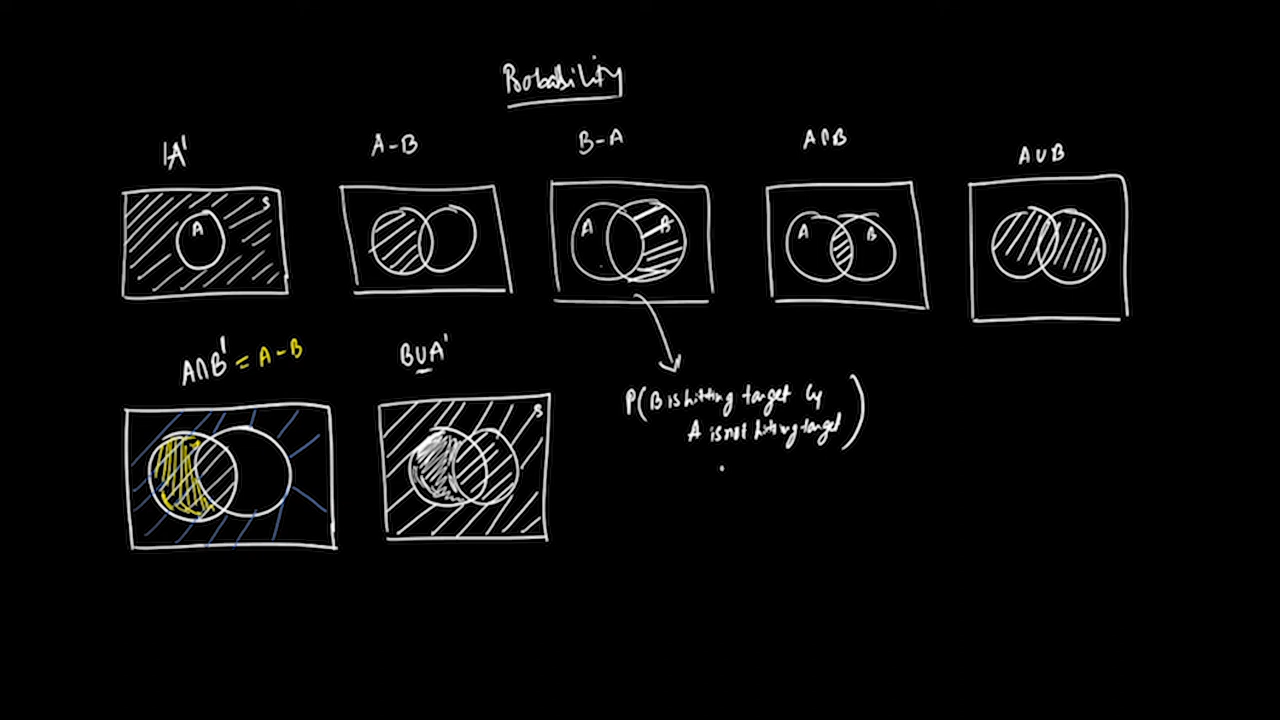 Probability
A'
A-B
B-A
A∩B
A∪B
S
A
A
B
A
B
A∩B' = A-B
B∪A'
S
P(B is hitting target by
A is not hitting target)